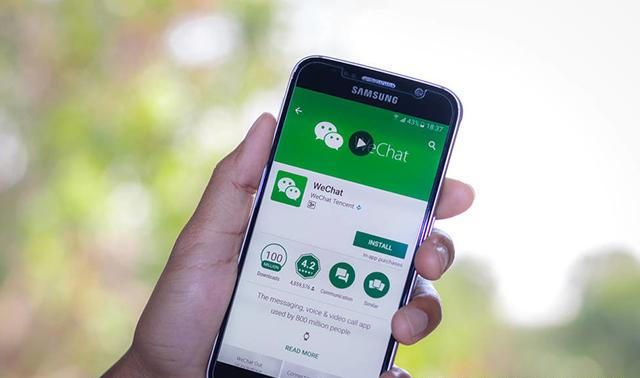 SAMSUNG
43% 18:37
WeChat
WeChat
WeChat Tencent
3+
INSTALL
In-app purchases
100
MILLION
4.2
Downloads
4,859,576
Communication
Similar
The messaging, voice & video call app
used by 800 million people
READ MORE
WeChat Out